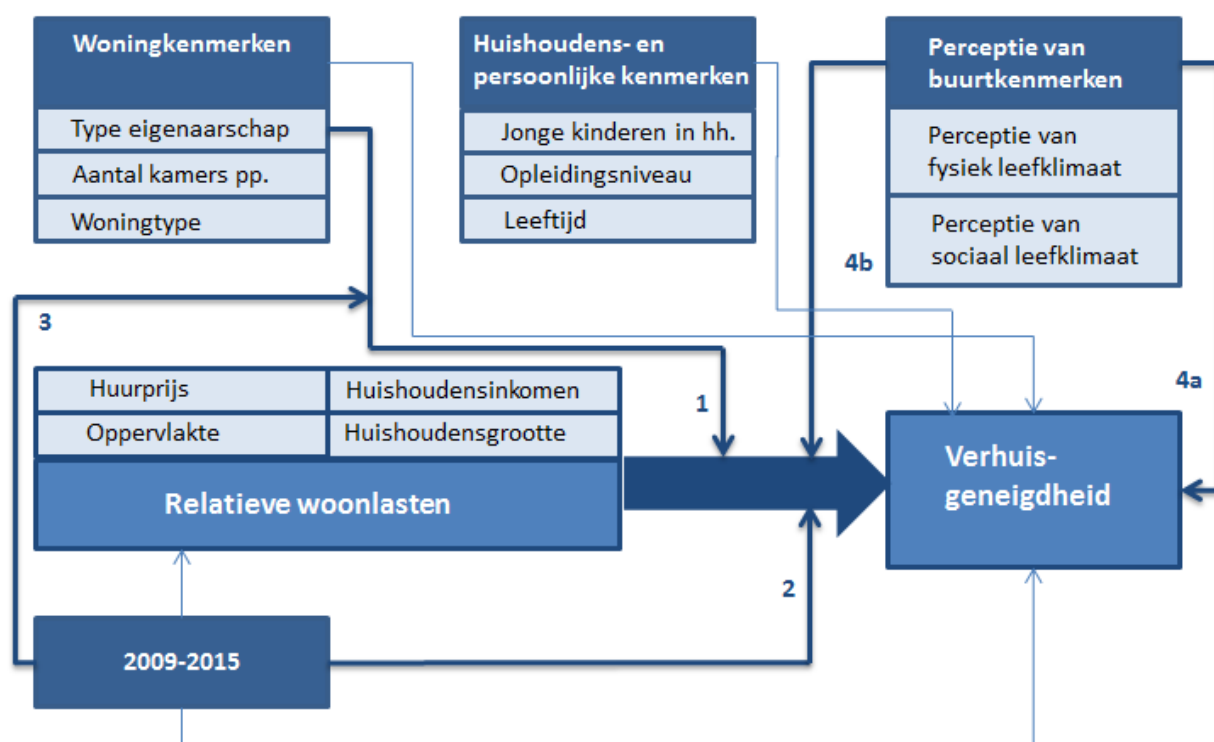 Woningkenmerken
Type eigenaarschap
Aantal kamers pp.
Woningtype
Huishoudens- en
persoonlijke kenmerken
Jonge kinderen in hh.
Opleidingsniveau
Leeftijd
Perceptie van
buurtkenmerken
Perceptie van
fysiek leefklimaat
Perceptie van
sociaal leefklimaat
4b
3
4a
1
Huurprijs
Huishoudensinkomen
Oppervlakte
Huishoudensgrootte
Relatieve woonlasten
Verhuis-
geneigdheid
2
2009-2015